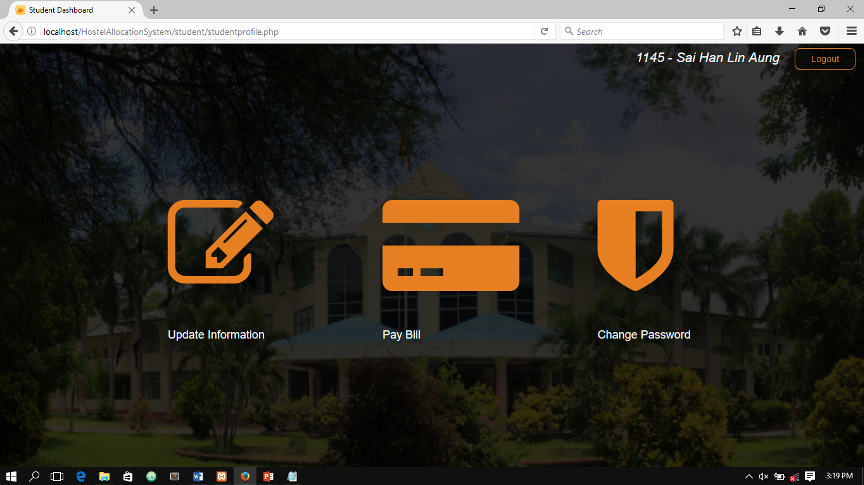 Student Dashboard
localhost/HostelAllocationSystem/student/studentprofile.php
Search
1145 - Sai Han Lin Aung
Logout
Update Information
Pay Bill
Change Password
3:19 PM